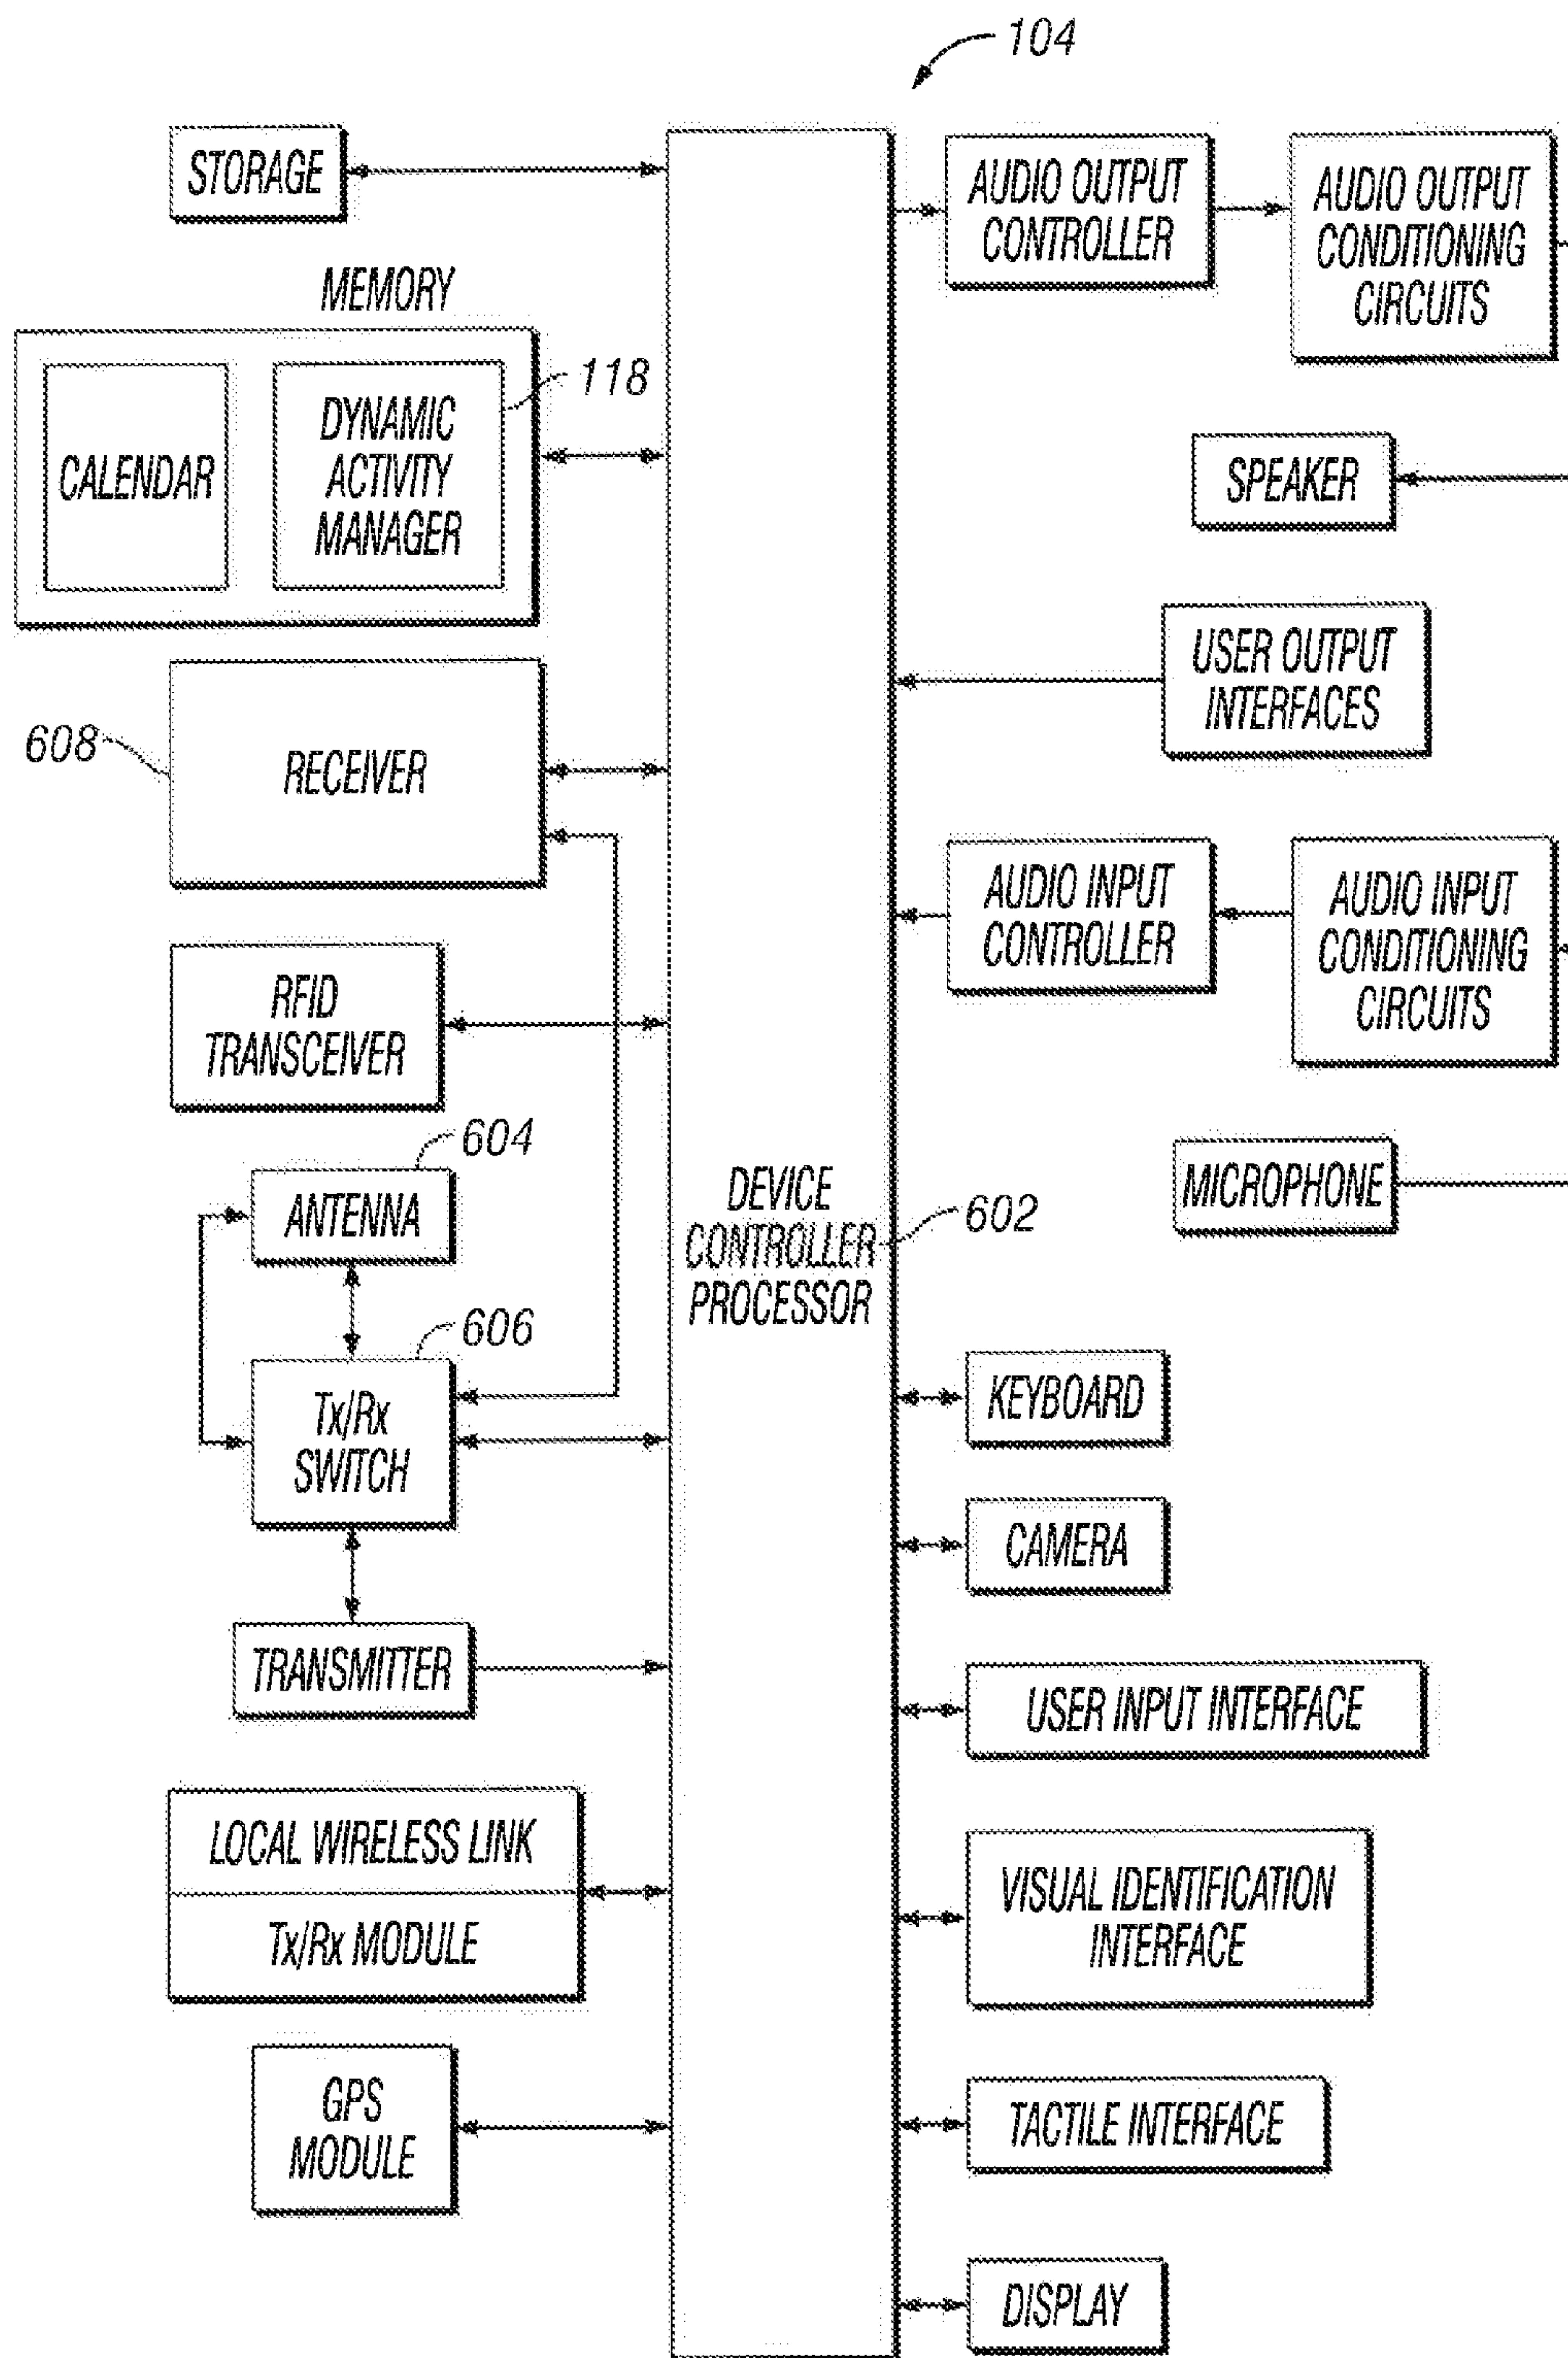 104
STORAGE
MEMORY
CALENDAR
DYNAMIC
ACTIVITY
MANAGER
118
608
RECEIVER
RFID
TRANSCEIVER
604
ANTENNA
606
Tx/Rx
SWITCH
TRANSMITTER
LOCAL WIRELESS LINK
Tx/Rx MODULE
GPS
MODULE
DEVICE
CONTROLLER
PROCESSOR
602
AUDIO OUTPUT
CONTROLLER
AUDIO OUTPUT
CONDITIONING
CIRCUITS
SPEAKER
USER OUTPUT
INTERFACES
AUDIO INPUT
CONTROLLER
AUDIO INPUT
CONDITIONING
CIRCUITS
MICROPHONE
KEYBOARD
CAMERA
USER INPUT INTERFACE
VISUAL IDENTIFICATION
INTERFACE
TACTILE INTERFACE
DISPLAY